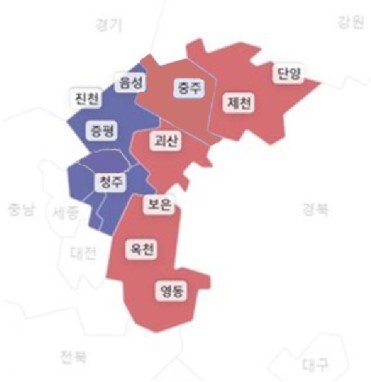 경기
강원
단양
음성
충주
진천
제천
증평
괴산
청주
보은
충남
세종
경북
옥천
대전
영동
전북
대구